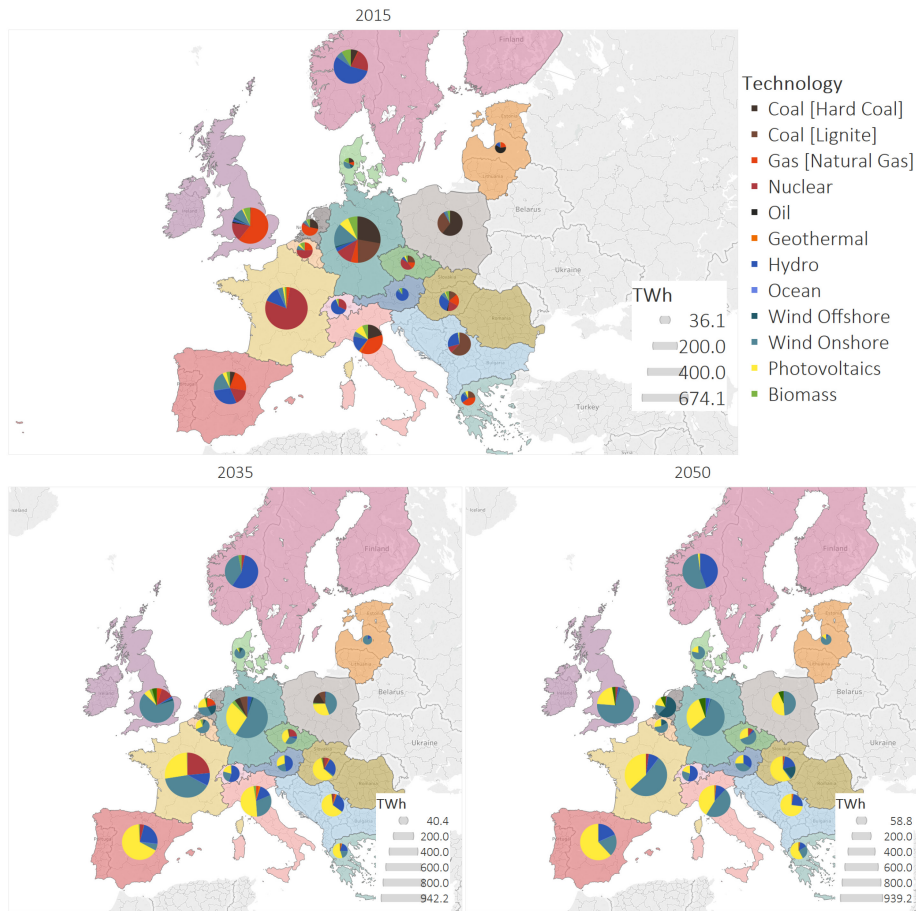 2015
Finland
Technology
Coal [Hard Coal]
Coal [Lignite]
Gas [Natural Gas]
Nuclear
Oil
Geothermal
Hydro
Ocean
Wind Offshore
Wind Onshore
Photovoltaics
Biomass
Belarus
Ukraine
TWh
36.1
200.0
400.0
674.1
Turkey
2035
2050
Iceland
Iceland
Finland
Finland
Belarus
Belarus
Ukraine
Ukraine
TWh
40.4
200.0
400.0
600.0
800.0
942.2
TWh
58.8
200.0
400.0
600.0
800.0
939.2